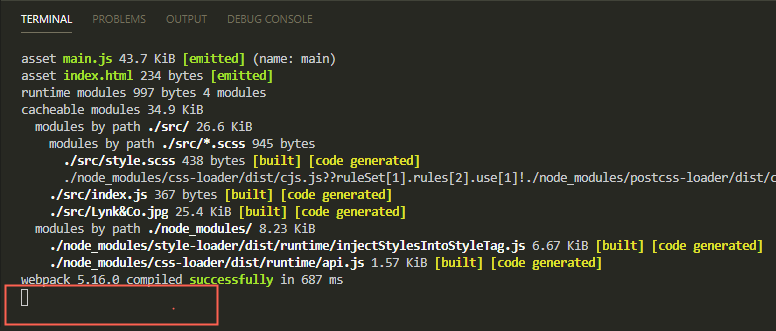 TERMINAL PROBLEMS OUTPUT DEBUG CONSOLE
asset main.js 43.7 KiB [emitted] (name: main)
asset index.html 234 bytes [emitted]
runtime modules 997 bytes 4 modules
cacheable modules 34.9 KiB
modules by path ./src/ 26.6 KiB
modules by path ./src/*.scss 945 bytes
./src/style.scss 438 bytes [built] [code generated]
./node_modules/css-loader/dist/cjs.js??ruleSet[1].rules[2].use[1]!./node_modules/postcss-loader/dist/c
./src/index.js 367 bytes [built] [code generated]
./src/Lynk&Co.jpg 25.4 KiB [built] [code generated]
modules by path ./node_modules/ 8.23 KiB
./node_modules/style-loader/dist/runtime/injectStylesIntoStyleTag.js 6.67 KiB [built] [code generated]
./node_modules/css-loader/dist/runtime/api.js 1.57 KiB [built] [code generated]
webpack 5.16.0 compiled successfully in 687 ms